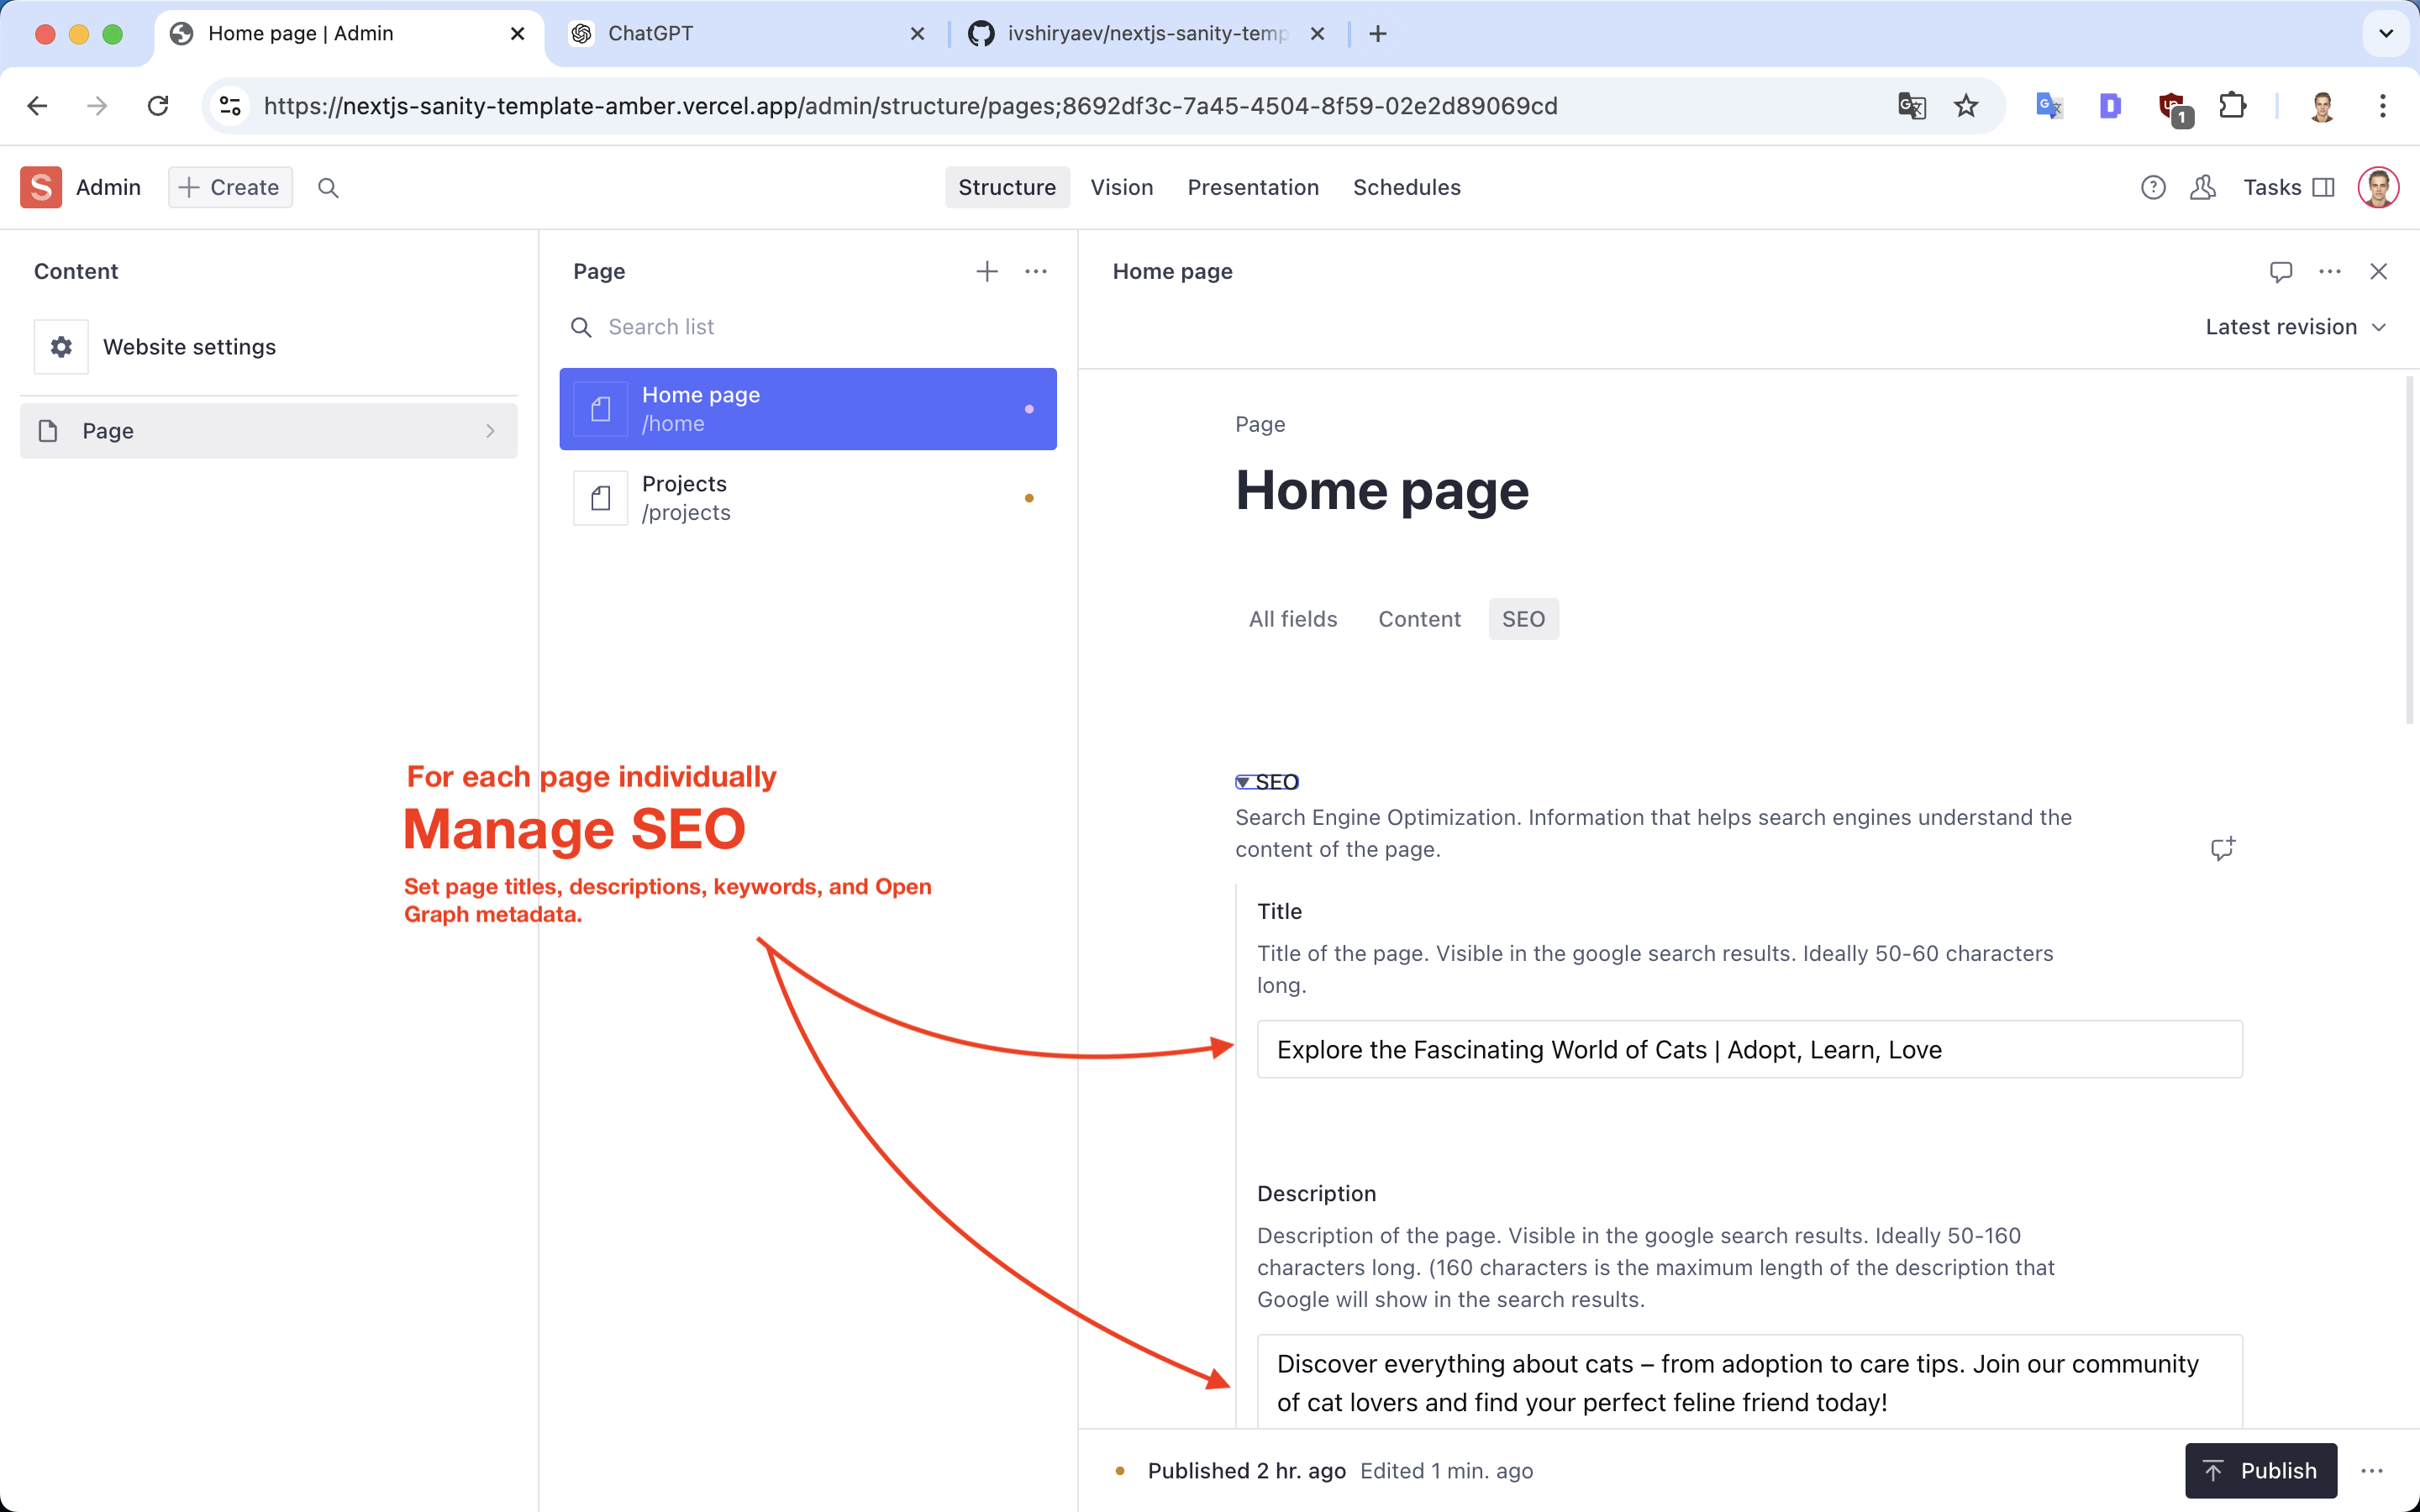 Home page | Admin
ChatGPT
ivshiryaev/nextjs-sanity-temp
https://nextjs-sanity-template-amber.vercel.app/admin/structure/pages;8692df3c-7a45-4504-8f59-02e2d89069cd
1
S
Admin
Create
Structure
Vision
Presentation
Schedules
Tasks
Content
Website settings
Page
Page
Search list
Home page
/home
Projects
/projects
Home page
Latest revision
Page
Home page
All fields
Content
SEO
For each page individually
Manage SEO
Set page titles, descriptions, keywords, and Open
Graph metadata.
SEO
Search Engine Optimization. Information that helps search engines understand the
content of the page.
Title
Title of the page. Visible in the google search results. Ideally 50-60 characters
long.
Explore the Fascinating World of Cats | Adopt, Learn, Love
Description
Description of the page. Visible in the google search results. Ideally 50-160
characters long. (160 characters is the maximum length of the description that
Google will show in the search results.
Discover everything about cats – from adoption to care tips. Join our community
of cat lovers and find your perfect feline friend today!
Published 2 hr. ago
Edited 1 min. ago
Publish